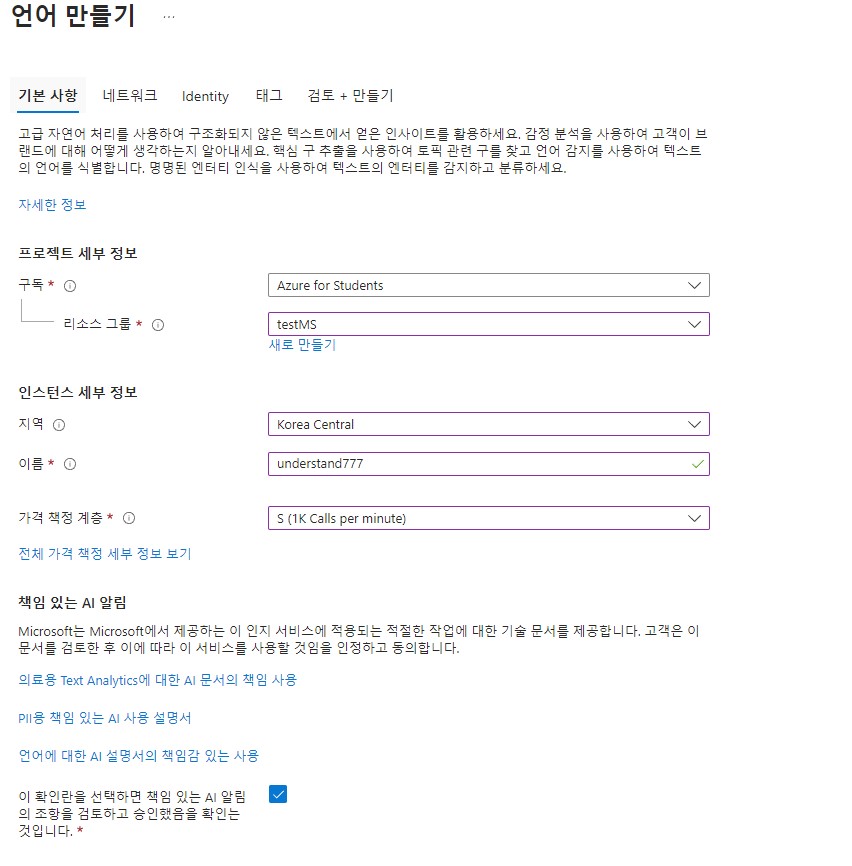 언어 만들기 ...
기본 사항 네트워크 Identity 태그 검토 + 만들기
고급 자연어 처리를 사용하여 구조화되지 않은 텍스트에서 얻은 인사이트를 활용하세요. 감정 분석을 사용하여 고객이 브
랜드에 대해 어떻게 생각하는지 알아내세요. 핵심 구 추출을 사용하여 토픽 관련 구를 찾고 언어 감지를 사용하여 텍스트
의 언어를 식별합니다. 명명된 엔터티 인식을 사용하여 텍스트의 엔터티를 감지하고 분류하세요.
자세한 정보
프로젝트 세부 정보
구독 * Azure for Students
리소스 그룹 * testMS
새로 만들기
인스턴스 세부 정보
지역 Korea Central
이름 * understand777
가격 책정 계층 * S (1K Calls per minute)
전체 가격 책정 세부 정보 보기
책임 있는 AI 알림
Microsoft는 Microsoft에서 제공하는 이 인지 서비스에 적용되는 적절한 작업에 대한 기술 문서를 제공합니다. 고객은 이
문서를 검토한 후 이에 따라 이 서비스를 사용할 것임을 인정하고 동의합니다.
의료용 Text Analytics에 대한 AI 문서의 책임 사용
PII용 책임 있는 AI 사용 설명서
언어에 대한 AI 설명서의 책임감 있는 사용
이 확인란을 선택하면 책임 있는 AI 알림
의 조항을 검토하고 승인했음을 확인하는
것입니다. *